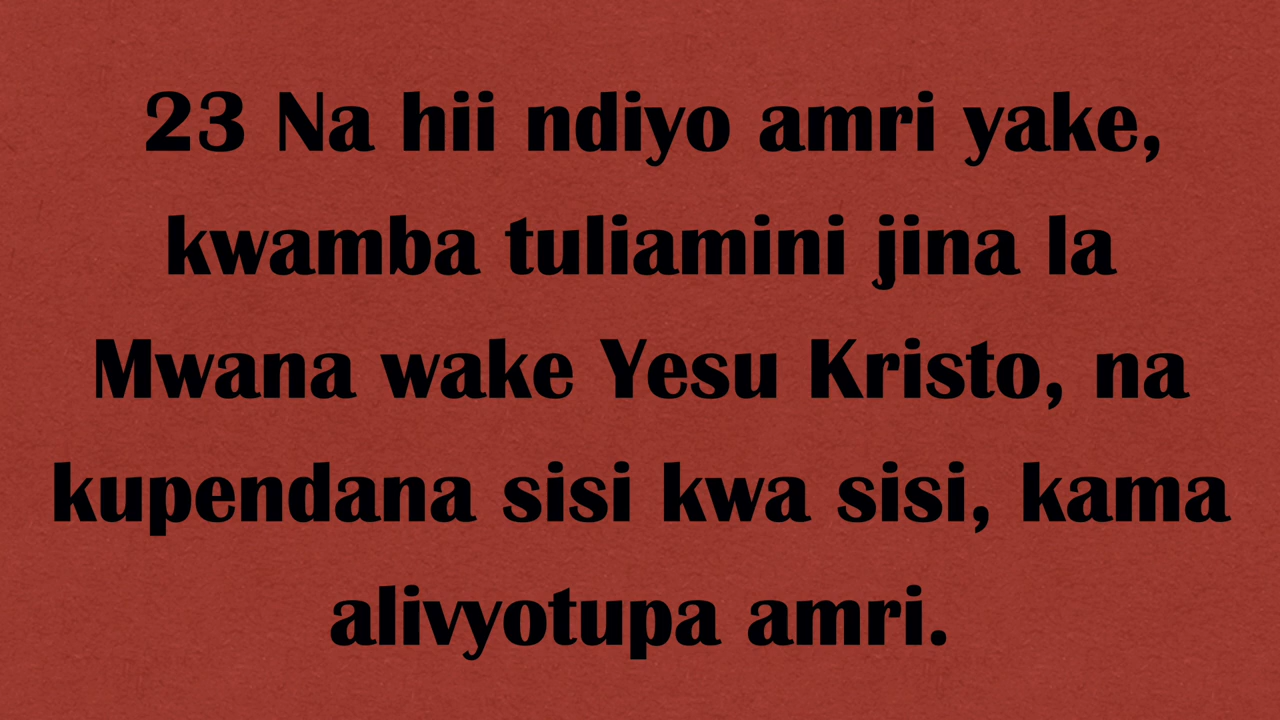 23 Na hii ndiyo amri yake,
kwamba tuliamini jina la
Mwana wake Yesu Kristo, na
kupendana sisi kwa sisi, kama
alivyotupa amri.